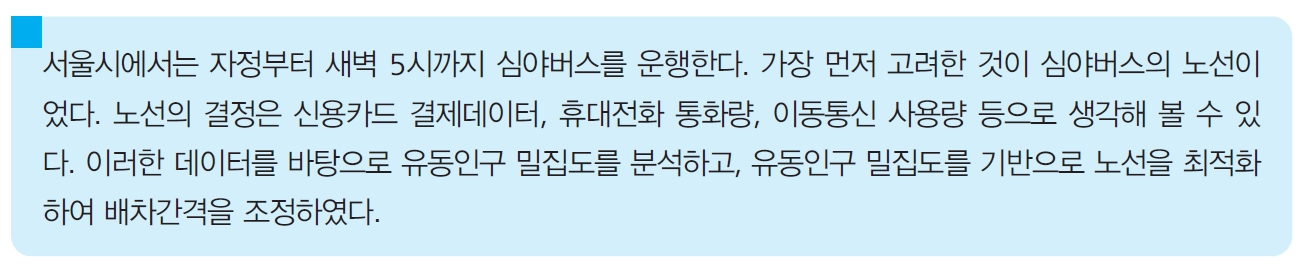 서울시에서는 자정부터 새벽 5시까지 심야버스를 운행한다. 가장 먼저 고려한 것이 심야버스의 노선이
었다. 노선의 결정은 신용카드 결제데이터, 휴대전화 통화량, 이동통신 사용량 등으로 생각해 볼 수 있
다. 이러한 데이터를 바탕으로 유동인구 밀집도를 분석하고, 유동인구 밀집도를 기반으로 노선을 최적화
하여 배차간격을 조정하였다.